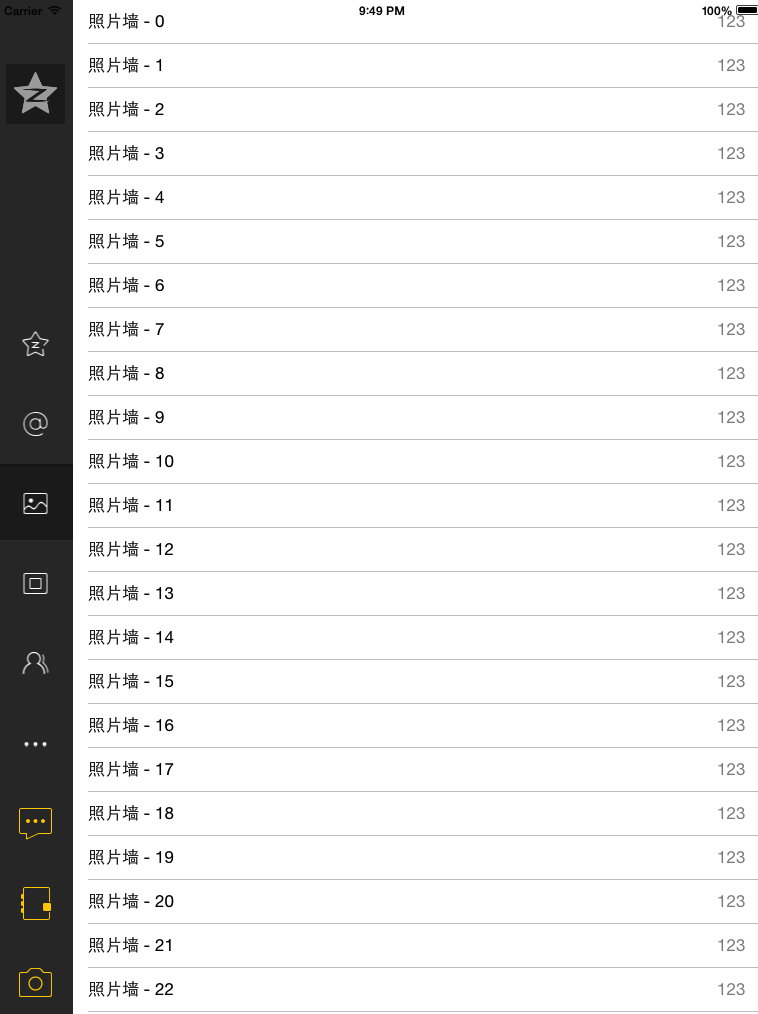 Carrier 9:49 PM 100%
照片墙 - 0 123
照片墙 - 1 123
照片墙 - 2 123
照片墙 - 3 123
照片墙 - 4 123
照片墙 - 5 123
照片墙 - 6 123
照片墙 - 7 123
照片墙 - 8 123
照片墙 - 9 123
照片墙 - 10 123
照片墙 - 11 123
照片墙 - 12 123
照片墙 - 13 123
照片墙 - 14 123
照片墙 - 15 123
照片墙 - 16 123
照片墙 - 17 123
照片墙 - 18 123
照片墙 - 19 123
照片墙 - 20 123
照片墙 - 21 123
照片墙 - 22 123